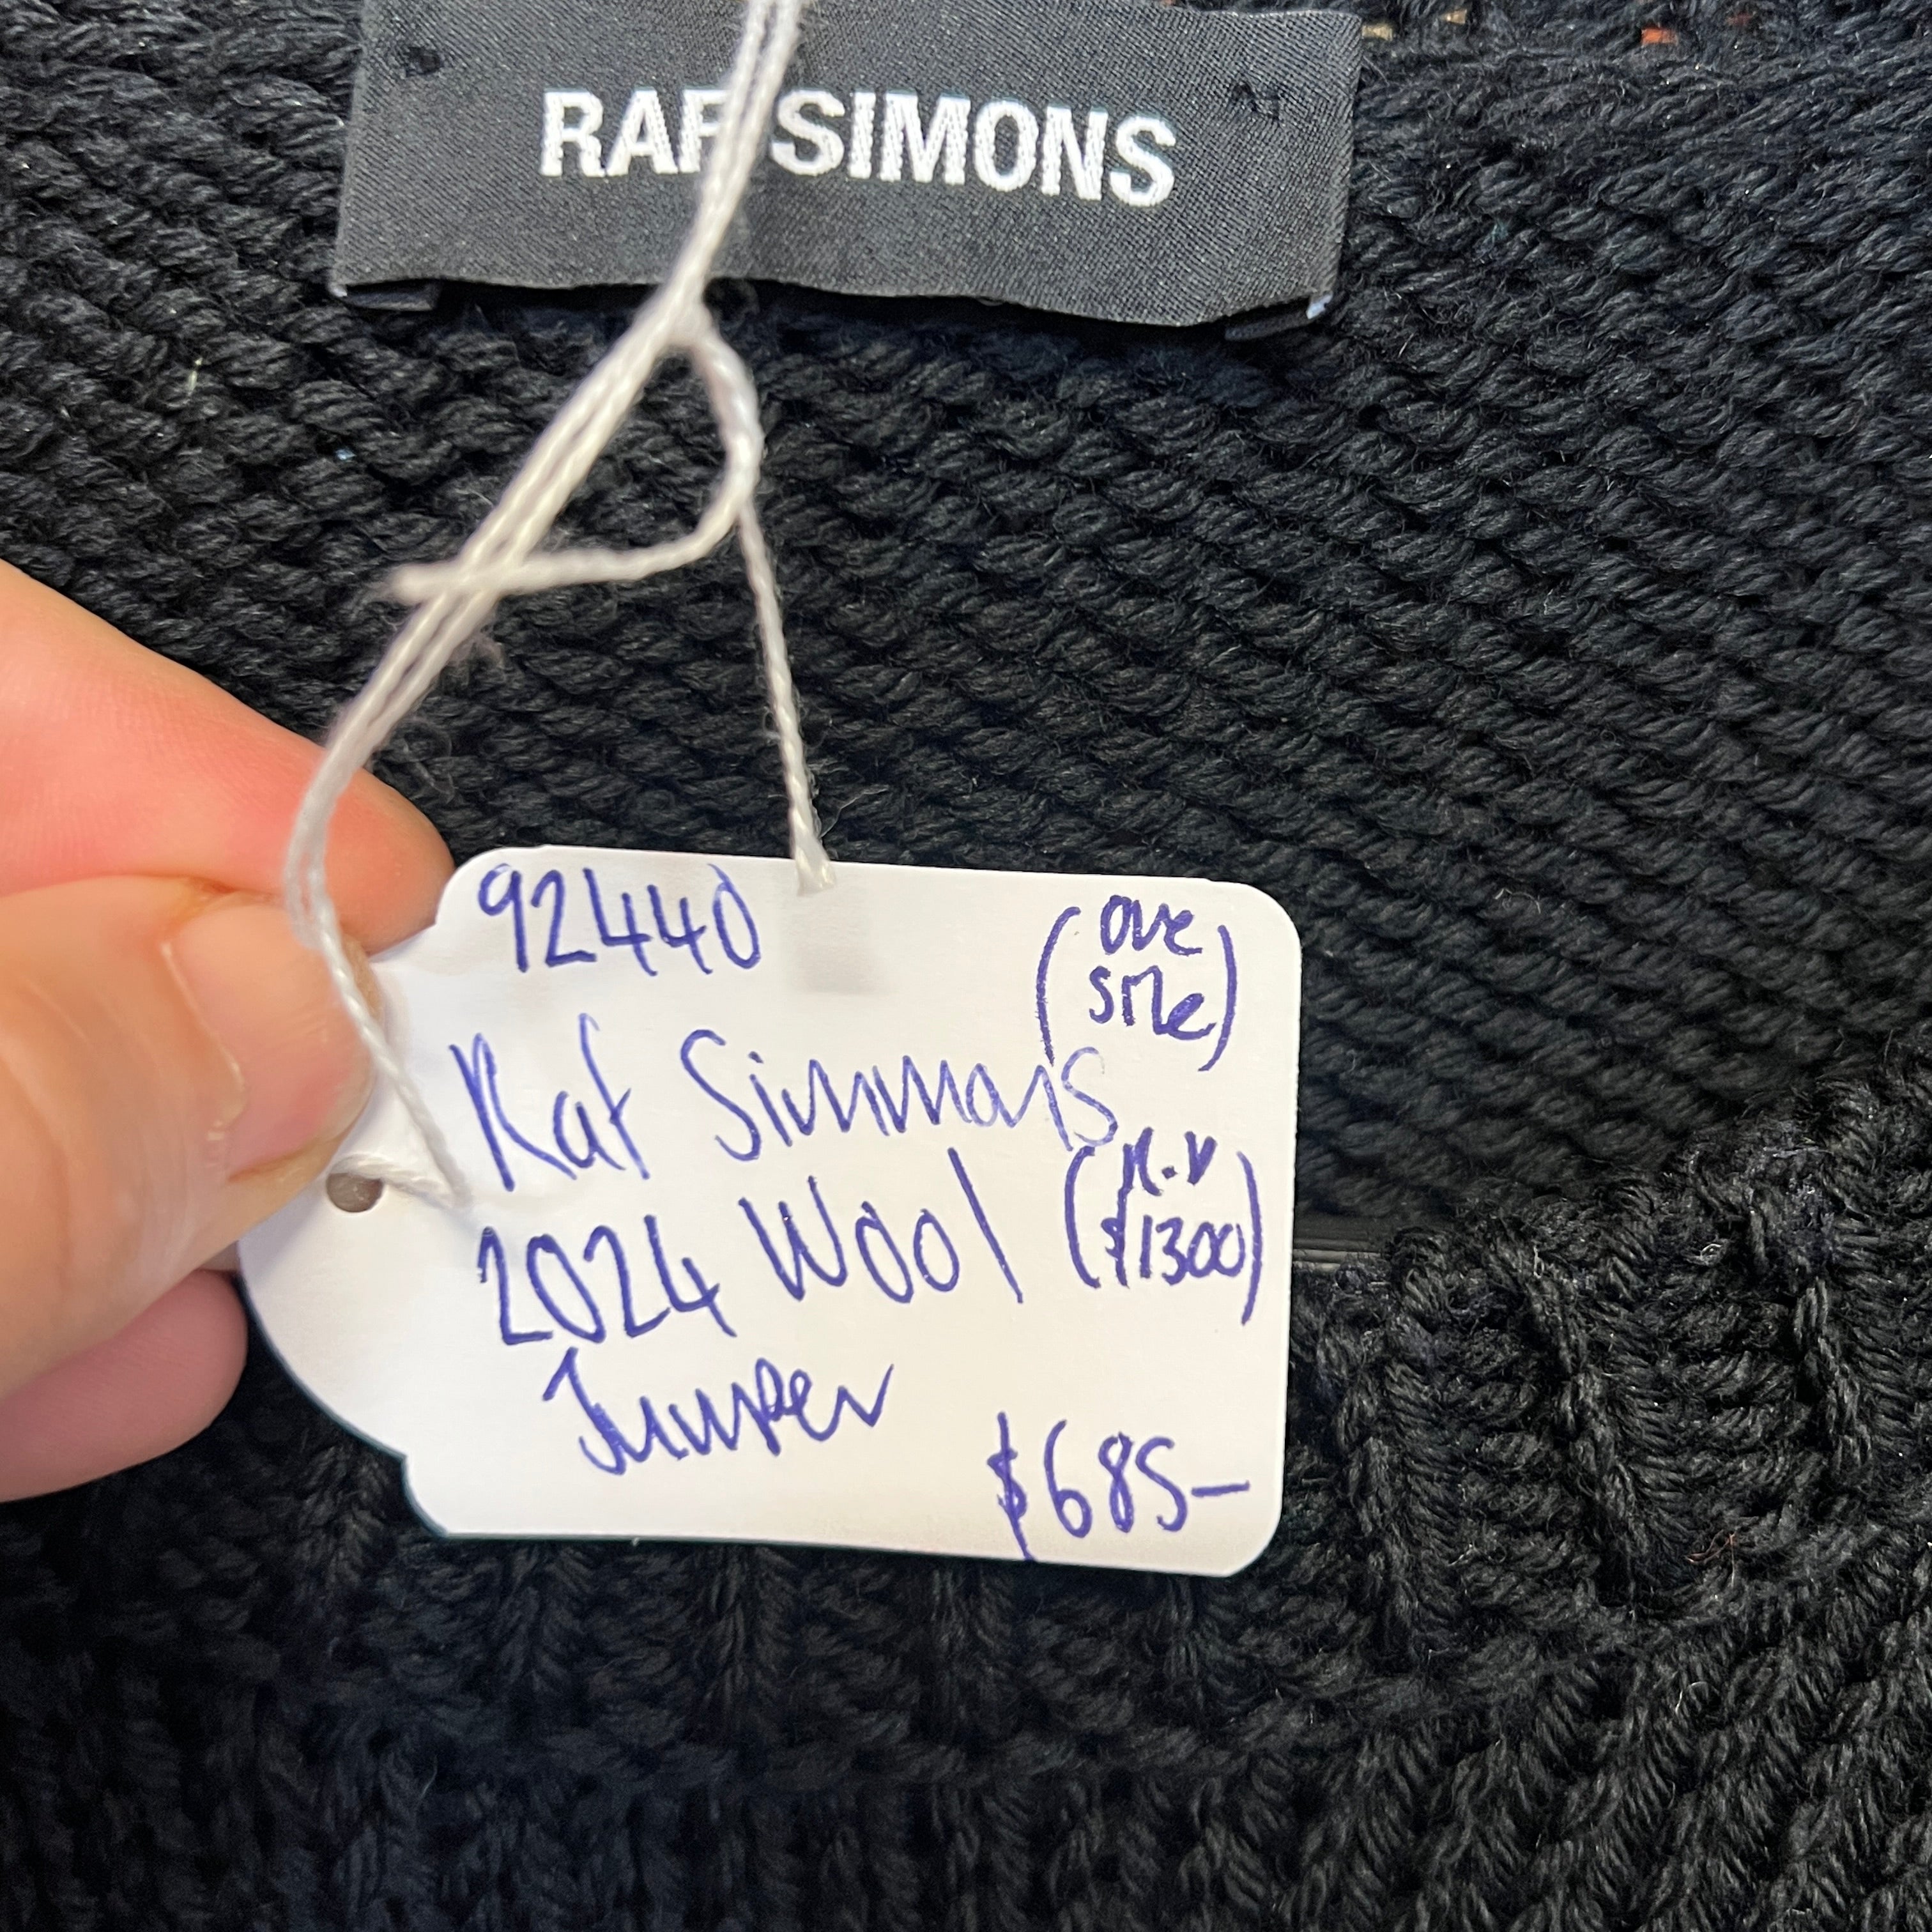 RAF SIMONS
92440
(one size)
Raf Simmons
2024 Wool
(R.V $1300)
Jumper
$685-